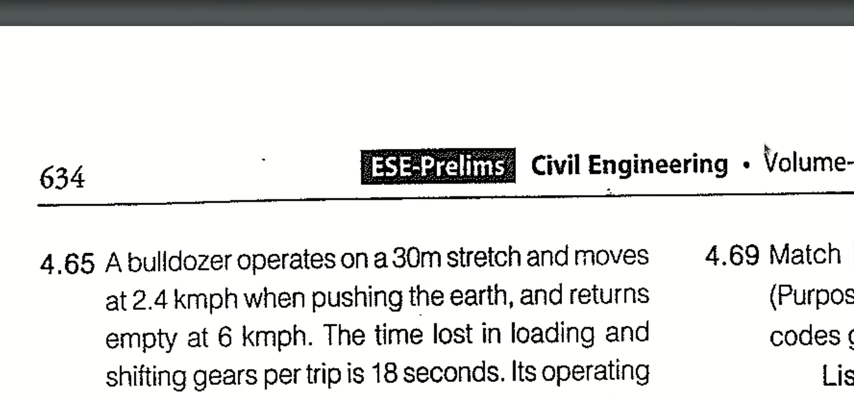 634
ESE-Prelims Civil Engineering • Volume-
4.65 A bulldozer operates on a 30m stretch and moves
at 2.4 kmph when pushing the earth, and returns
empty at 6 kmph. The time lost in loading and
shifting gears per trip is 18 seconds. Its operating
4.69 Match
(Purpos
codes g
Lis